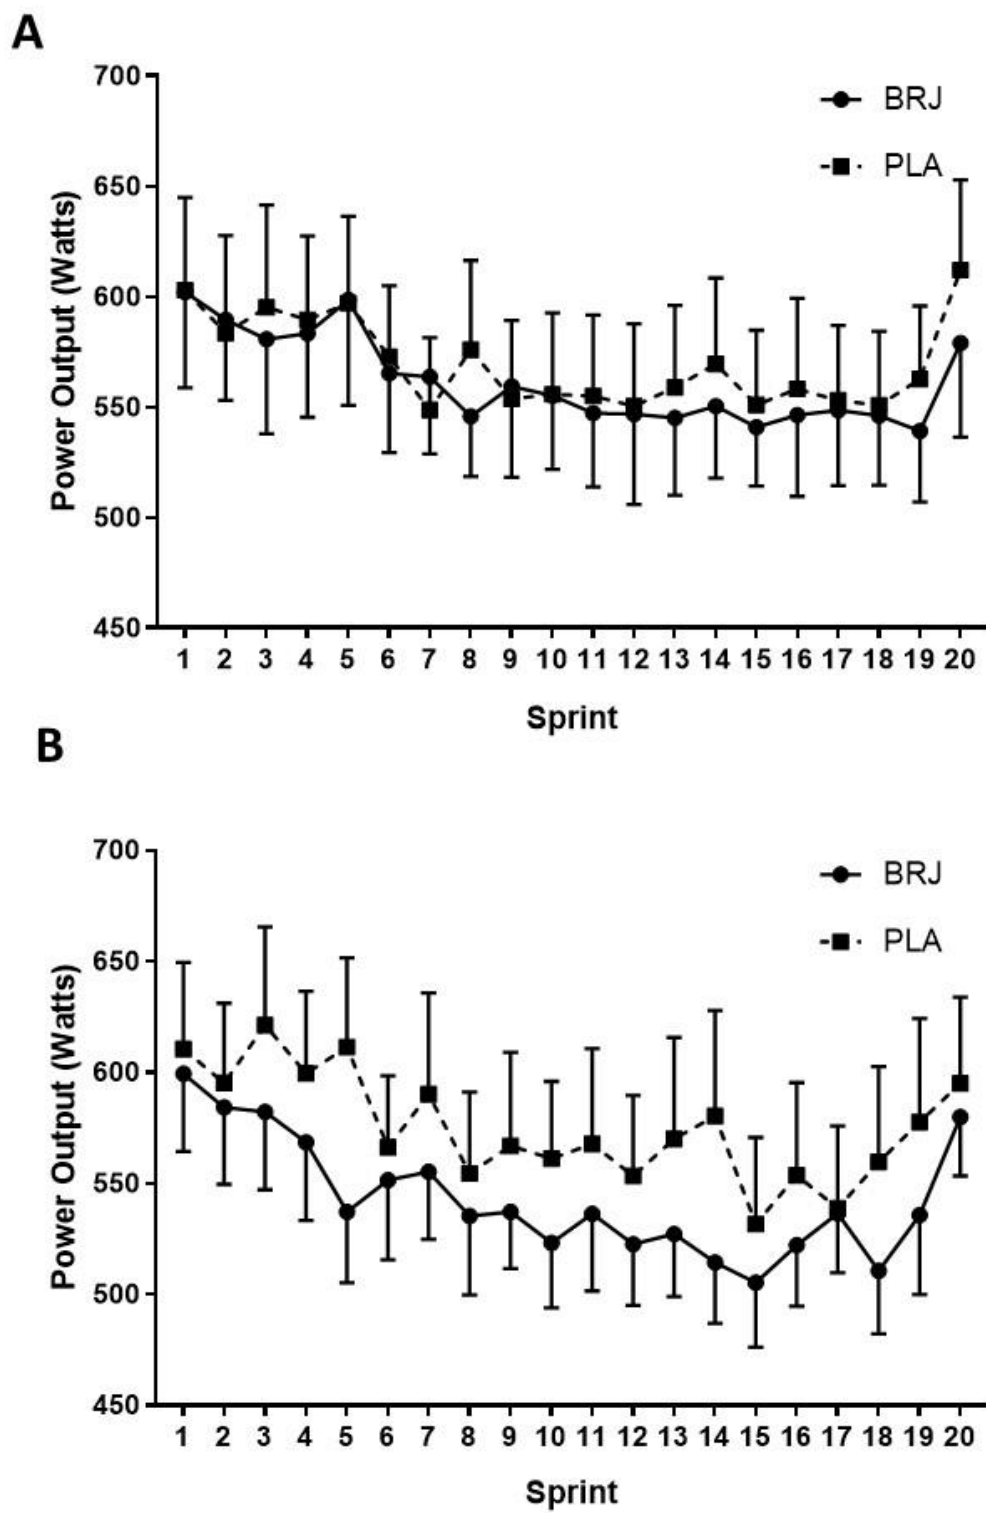 A
700
650
600
550
500
450
Power Output (Watts)
BRJ
PLA
1 2 3 4 5 6 7 8 9 10 11 12 13 14 15 16 17 18 19 20
Sprint
B
700
650
600
550
500
450
Power Output (Watts)
BRJ
PLA
1 2 3 4 5 6 7 8 9 10 11 12 13 14 15 16 17 18 19 20
Sprint